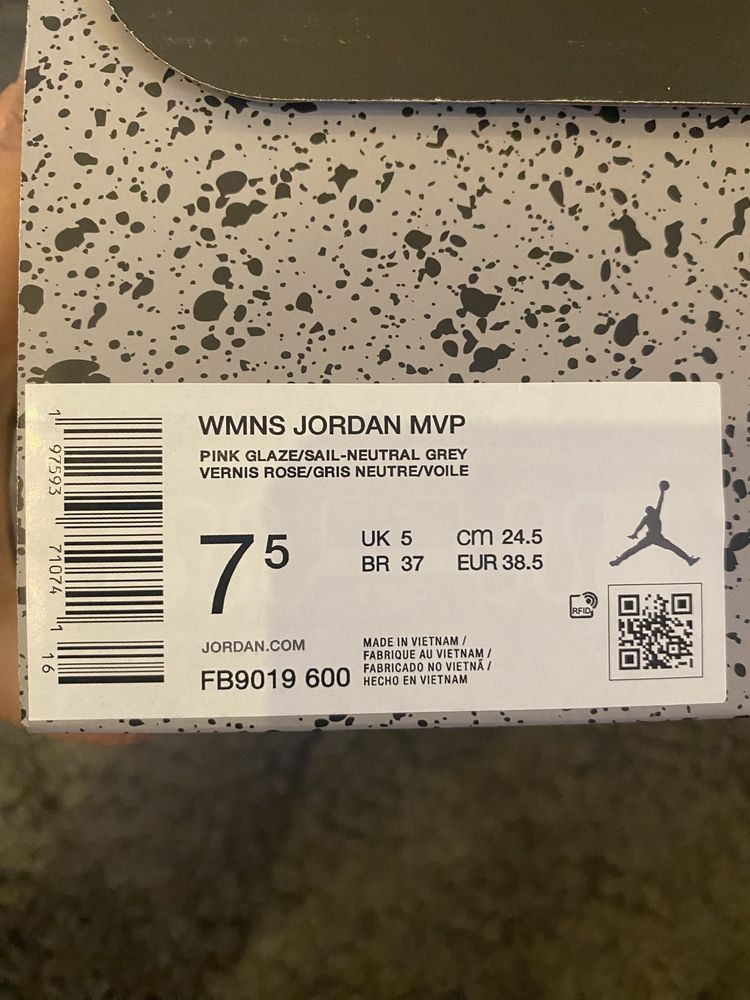 WMNS JORDAN MVP
PINK GLAZE/SAIL-NEUTRAL GREY
VERNIS ROSE/GRIS NEUTRE/VOILE
7 5
UK 5 CM 24.5
BR 37 EUR 38.5
RFID
JORDAN.COM
FB9019 600
MADE IN VIETNAM /
FABRIQUE AU VIETNAM /
FABRICADO NO VIETNÃ /
HECHO EN VIETNAM
1 97593 71074 1
16